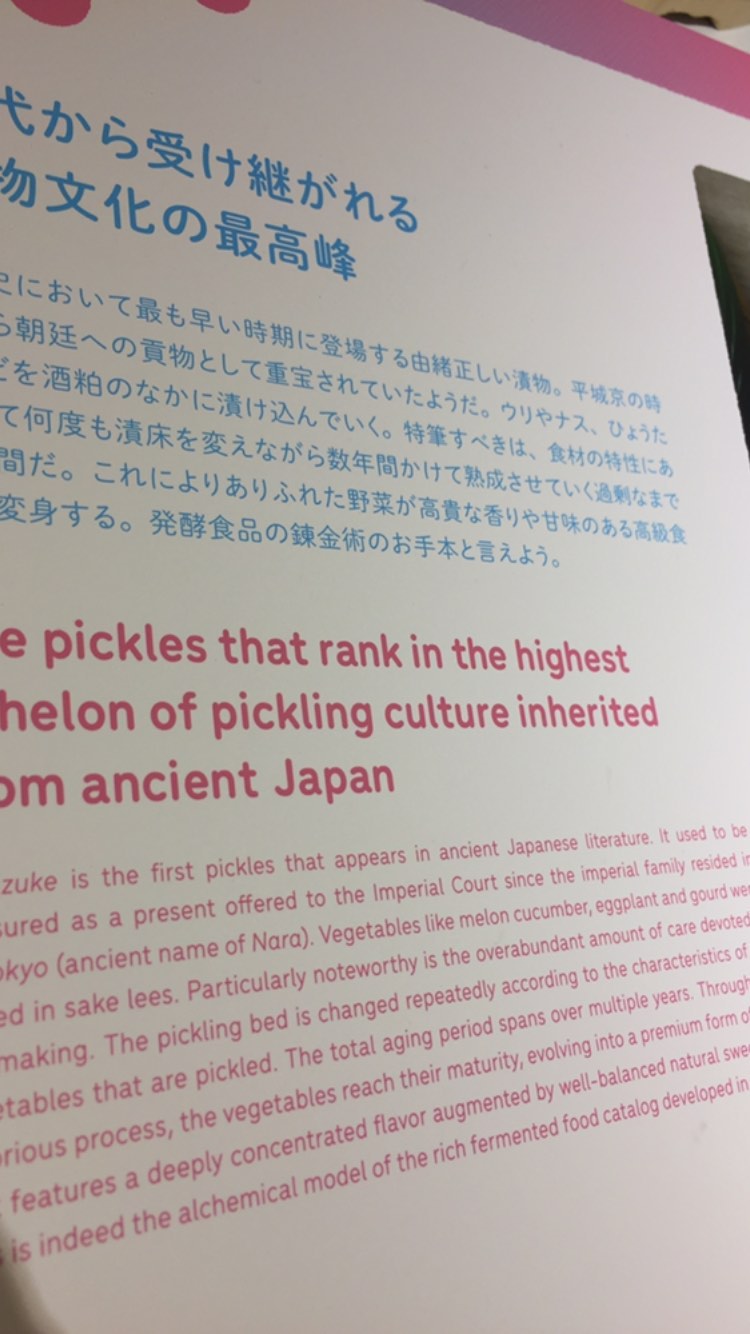 代から受け継がれる
物文化の最高峰
史において最も早い時期に登場する由緒正しい漬物。平城京の時
ら朝廷への貢物として重宝されていたようだ。ウリやナス、ひょうた
どを酒粕のなかに漬け込んでいく。特筆すべきは、食材の特性にあ
て何度も漬床を変えながら数年間かけて熟成させていく過剰なまで
間だ。これによりありふれた野菜が高貴な香りや甘味のある高級食
変身する。発酵食品の錬金術のお手本と言えよう。
e pickles that rank in the highest
helon of pickling culture inherited
om ancient Japan
zuke is the first pickles that appears in ancient Japanese literature. It used to be
sured as a present offered to the Imperial Court since the imperial family resided in
okyo (ancient name of Nara). Vegetables like melon cucumber, eggplant and gourd wer
ed in sake lees. Particularly noteworthy is the overabundant amount of care devoted
making. The pickling bed is changed repeatedly according to the characteristics of
etables that are pickled. The total aging period spans over multiple years. Through
orious process, the vegetables reach their maturity, evolving into a premium form of
features a deeply concentrated flavor augmented by well-balanced natural swe
s is indeed the alchemical model of the rich fermented food catalog developed in